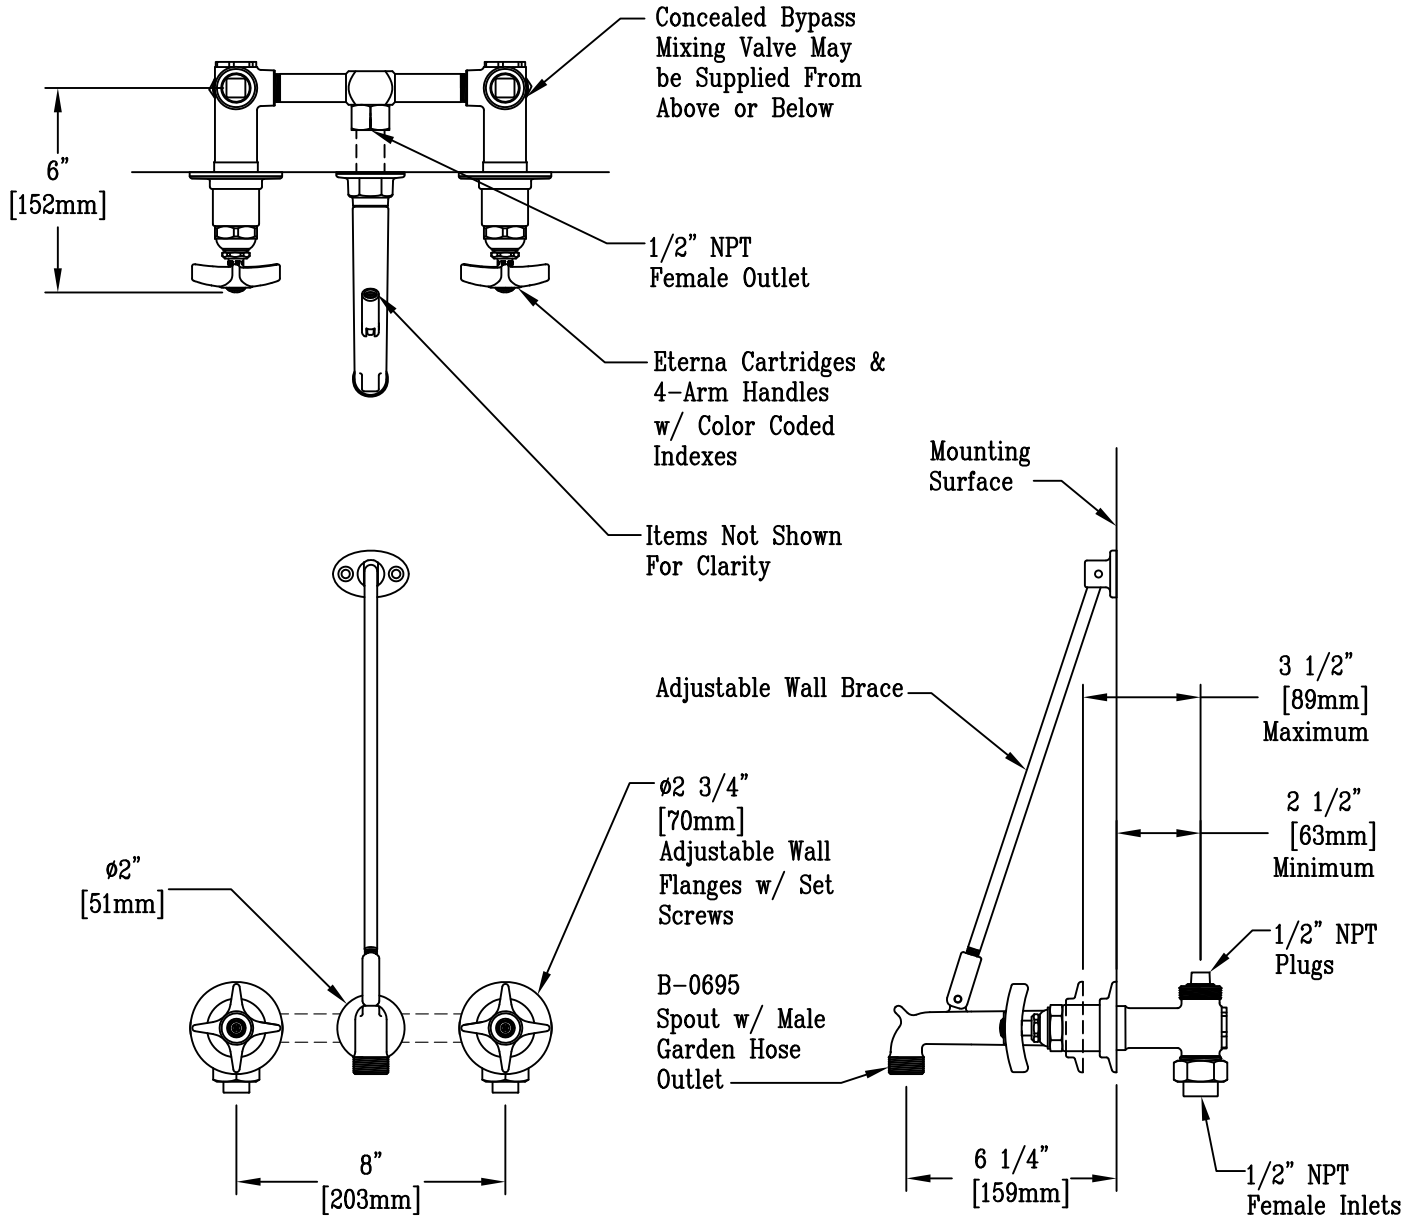 Concealed Bypass
Mixing Valve May
be Supplied From
Above or Below
6"
[152mm]
1/2" NPT
Female Outlet
Eterna Cartridges &
4-Arm Handles
w/ Color Coded
Indexes
Mounting
Surface
Items Not Shown
For Clarity
3 1/2"
[89mm]
Maximum
Adjustable Wall Brace
ø2 3/4"
[70mm]
Adjustable Wall
Flanges w/ Set
Screws
2 1/2"
[63mm]
Minimum
ø2"
[51mm]
1/2" NPT
Plugs
B-0695
Spout w/ Male
Garden Hose
Outlet
8"
[203mm]
6 1/4"
[159mm]
1/2" NPT
Female Inlets